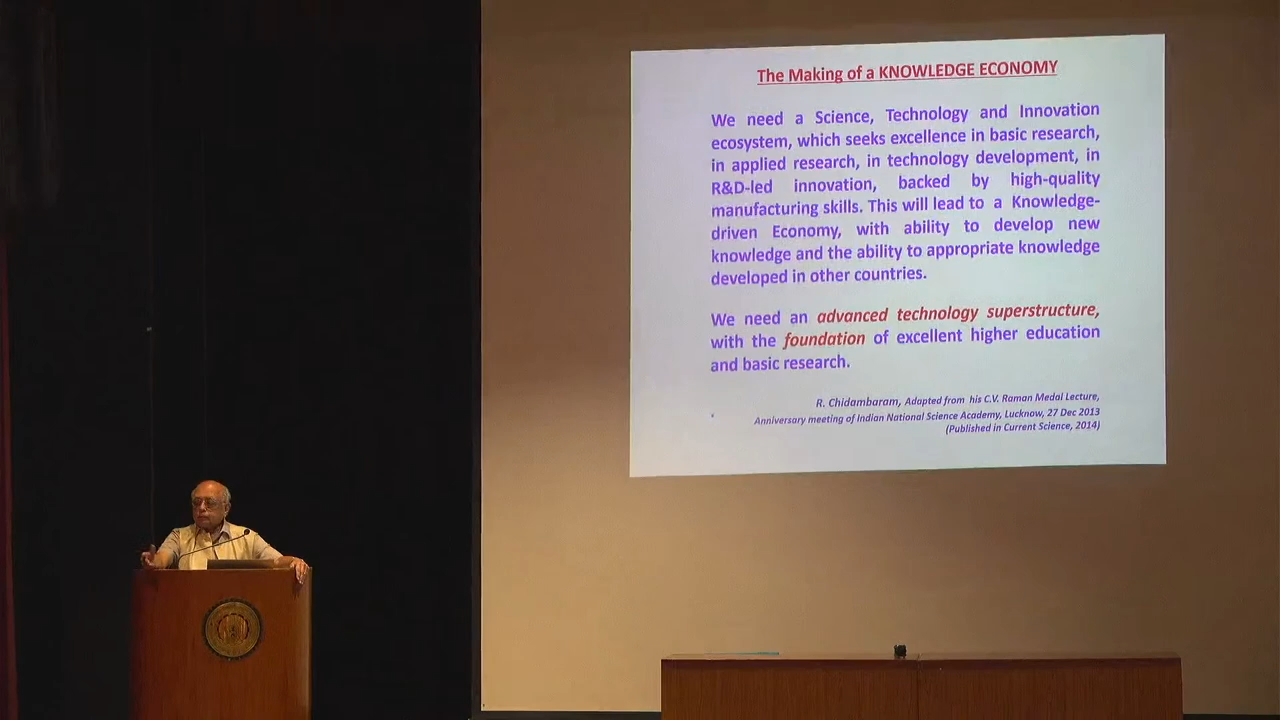 The Making of a KNOWLEDGE ECONOMY
We need a Science, Technology and Innovation
ecosystem, which seeks excellence in basic research,
in applied research, in technology development, in
R&D-led innovation, backed by high-quality
manufacturing skills. This will lead to a Knowledge-
driven Economy, with ability to develop new
knowledge and the ability to appropriate knowledge
developed in other countries.
We need an advanced technology superstructure,
with the foundation of excellent higher education
and basic research.
R. Chidambaram, Adapted from his C.V. Raman Medal Lecture,
Anniversary meeting of Indian National Science Academy, Lucknow, 27 Dec 2013
(Published in Current Science, 2014)